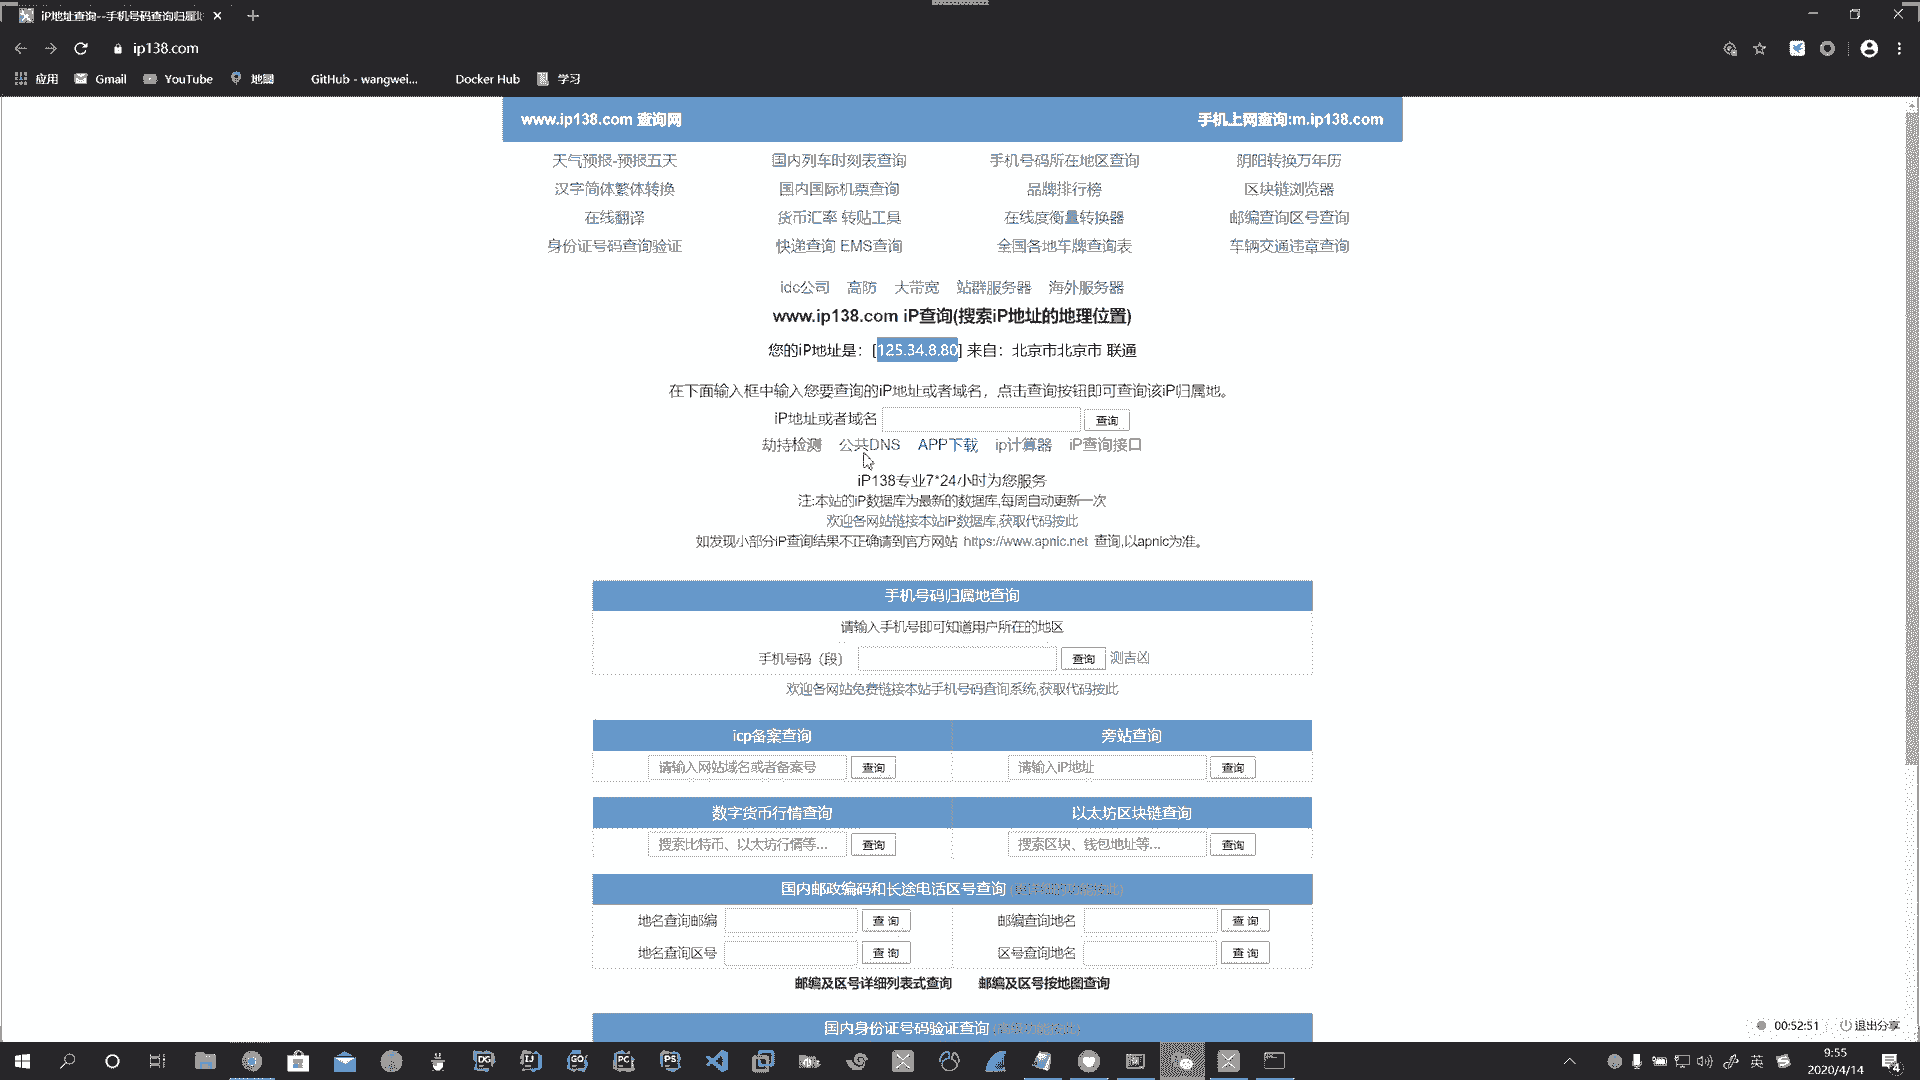 iP地址查询--手机号码查询归属
ip138.com
应用 Gmail YouTube 地圖 GitHub - wangwei... Docker Hub 学习
www.ip138.com 查询网 手机上网查询:m.ip138.com
天气预报-预报五天 国内列车时刻表查询 手机号码所在地区查询 阴阳转换万年历
汉字简体繁体转换 国内国际机票查询 品牌排行榜 区块链浏览器
在线翻译 货币汇率 转贴工具 在线度衡量转换器 邮编查询区号查询
身份证号码查询验证 快递查询 EMS查询 全国各地车牌查询表 车辆交通违章查询
idc公司 高防 大带宽 站群服务器 海外服务器
www.ip138.com iP查询(搜索iP地址的地理位置)
您的iP地址是：[125.34.8.80] 来自：北京市北京市 联通
在下面输入框中输入您要查询的iP地址或者域名，点击查询按钮即可查询该iP归属地。
iP地址或者域名 查询
劫持检测 公共DNS APP下载 ip计算器 iP查询接口
iP138专业7*24小时为您服务
注:本站的iP数据库为最新的数据库,每周自动更新一次
欢迎各网站链接本站iP数据库,获取代码按此
如发现小部分iP查询结果不正确请到官方网站 https://www.apnic.net 查询,以apnic为准。
手机号码归属地查询
请输入手机号即可知道用户所在的地区
手机号码（段） 查询 测吉凶
欢迎各网站免费链接本站手机号码查询系统,获取代码按此
icp备案查询 旁站查询
请输入网站域名或者备案号 查询 请输入iP地址 查询
数字货币行情查询 以太坊区块链查询
搜索比特币、以太坊行情等... 查询 搜索区块、钱包地址等... 查询
国内邮政编码和长途电话区号查询
地名查询邮编 查 询 邮编查询地名 查 询
地名查询区号 查 询 区号查询地名 查 询
邮编及区号详细列表式查询 邮编及区号按地图查询
国内身份证号码验证查询
00:52:51 退出分享
DG IJ GO PC PS
英
9:55
2020/4/14
4